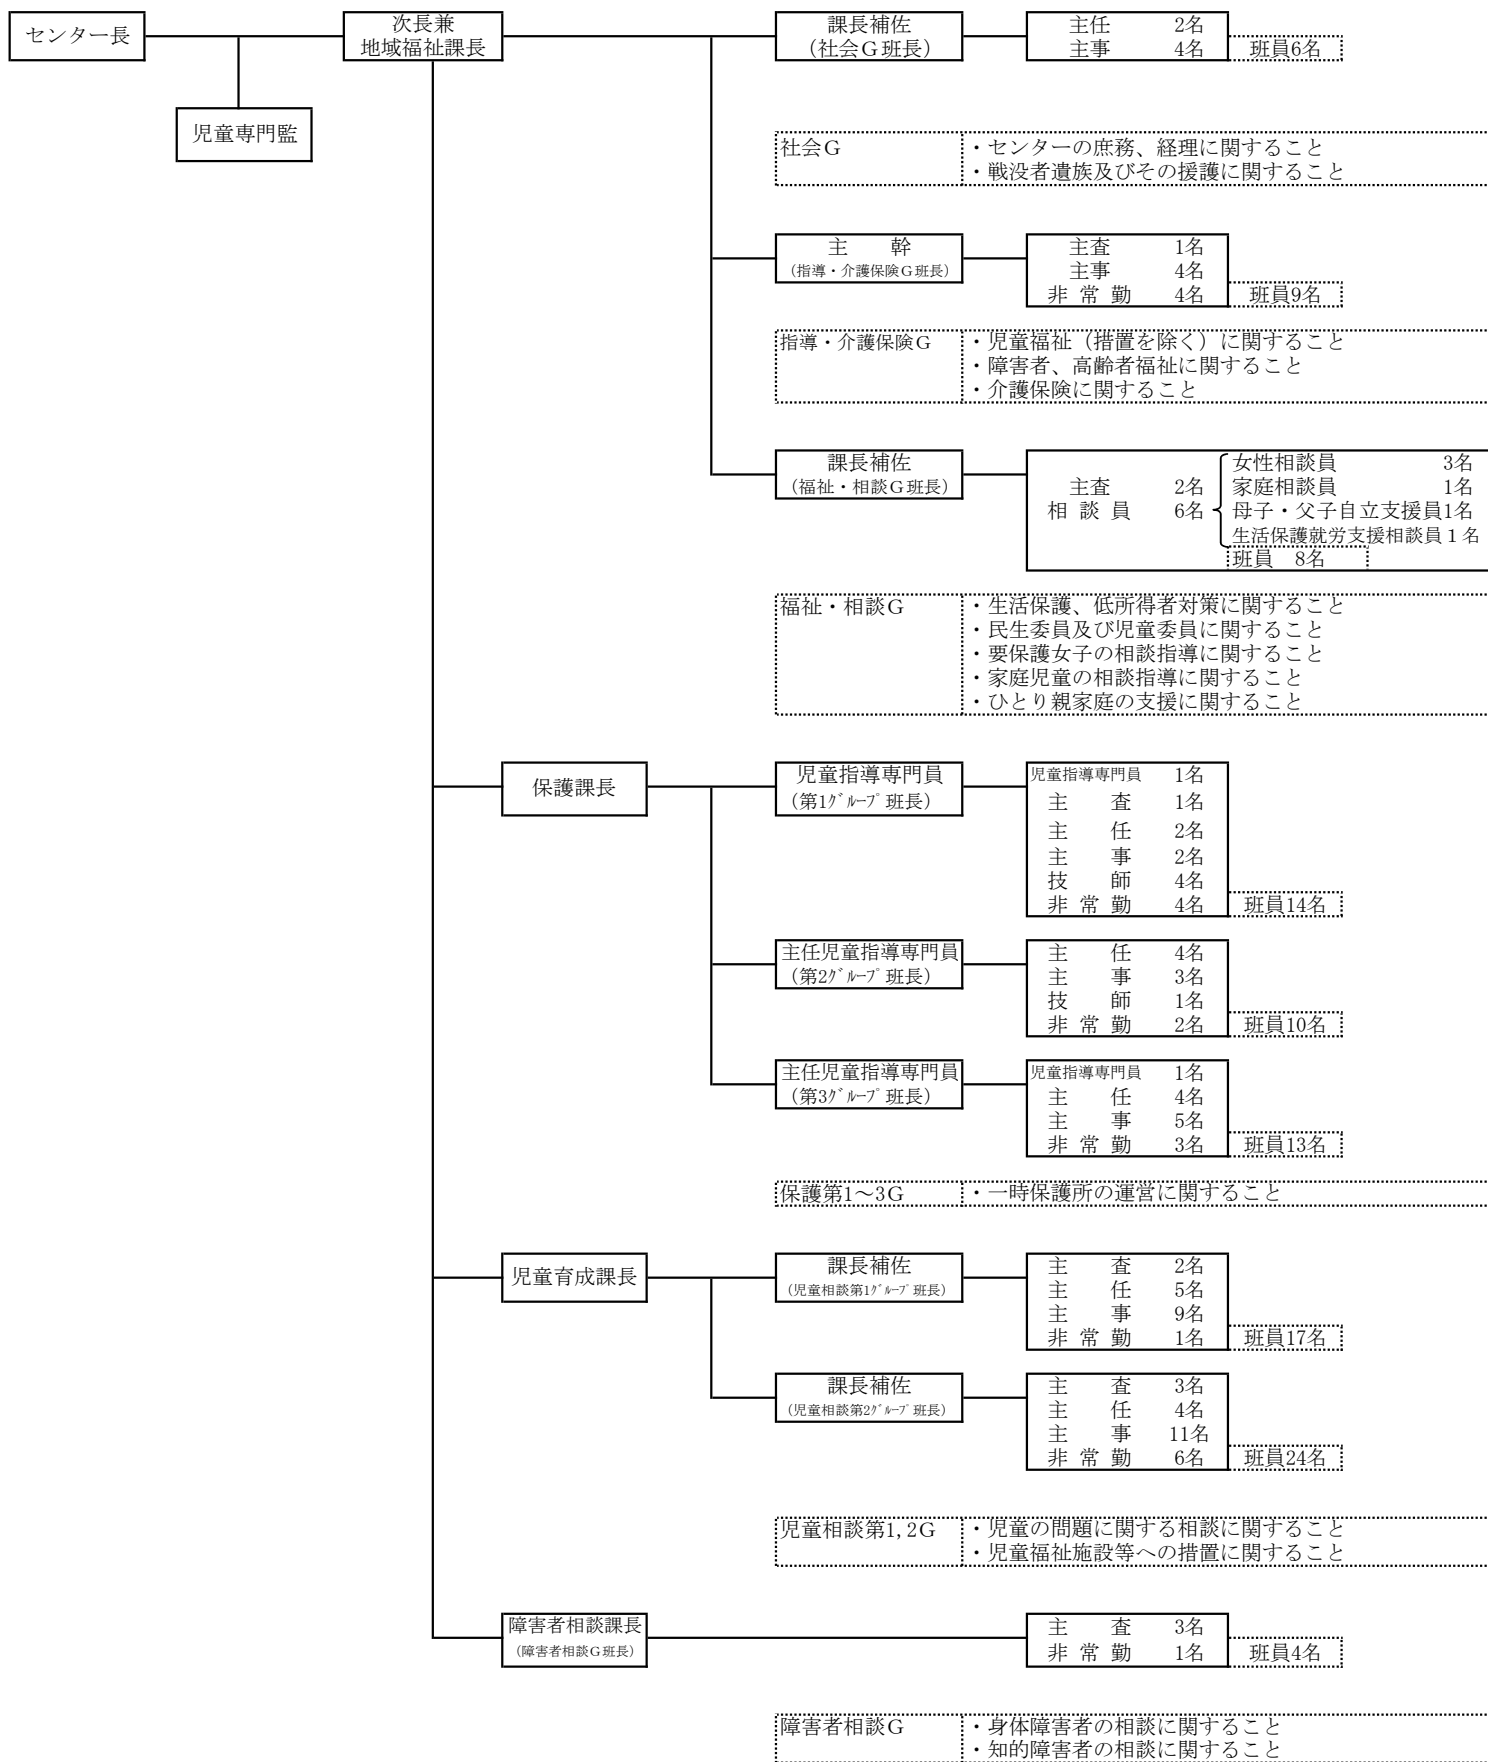 センター長
次長兼
地域福祉課長
児童専門監
課長補佐
(社会G班長)
主任 2名
主事 4名
班員6名
社会G
・センターの庶務、経理に関すること
・戦没者遺族及びその援護に関すること
主 幹
(指導・介護保険G班長)
主査 1名
主事 4名
非常勤 4名
班員9名
指導・介護保険G
・児童福祉(措置を除く)に関すること
・障害者、高齢者福祉に関すること
・介護保険に関すること
課長補佐
(福祉・相談G班長)
主査 2名
相談員 6名
女性相談員 3名
家庭相談員 1名
母子・父子自立支援員1名
生活保護就労支援相談員1名
班員 8名
福祉・相談G
・生活保護、低所得者対策に関すること
・民生委員及び児童委員に関すること
・要保護女子の相談指導に関すること
・家庭児童の相談指導に関すること
・ひとり親家庭の支援に関すること
保護課長
児童指導専門員
(第1グループ班長)
児童指導専門員 1名
主 査 1名
主 任 2名
主 事 2名
技 師 4名
非常勤 4名
班員14名
主任児童指導専門員
(第2グループ班長)
主 任 4名
主 事 3名
技 師 1名
非常勤 2名
班員10名
主任児童指導専門員
(第3グループ班長)
児童指導専門員 1名
主 任 4名
主 事 5名
非常勤 3名
班員13名
保護第1～3G
・一時保護所の運営に関すること
児童育成課長
課長補佐
(児童相談第1グループ班長)
主 査 2名
主 任 5名
主 事 9名
非常勤 1名
班員17名
課長補佐
(児童相談第2グループ班長)
主 査 3名
主 任 4名
主 事 11名
非常勤 6名
班員24名
児童相談第1,2G
・児童の問題に関する相談に関すること
・児童福祉施設等への措置に関すること
障害者相談課長
(障害者相談G班長)
主 査 3名
非常勤 1名
班員4名
障害者相談G
・身体障害者の相談に関すること
・知的障害者の相談に関すること